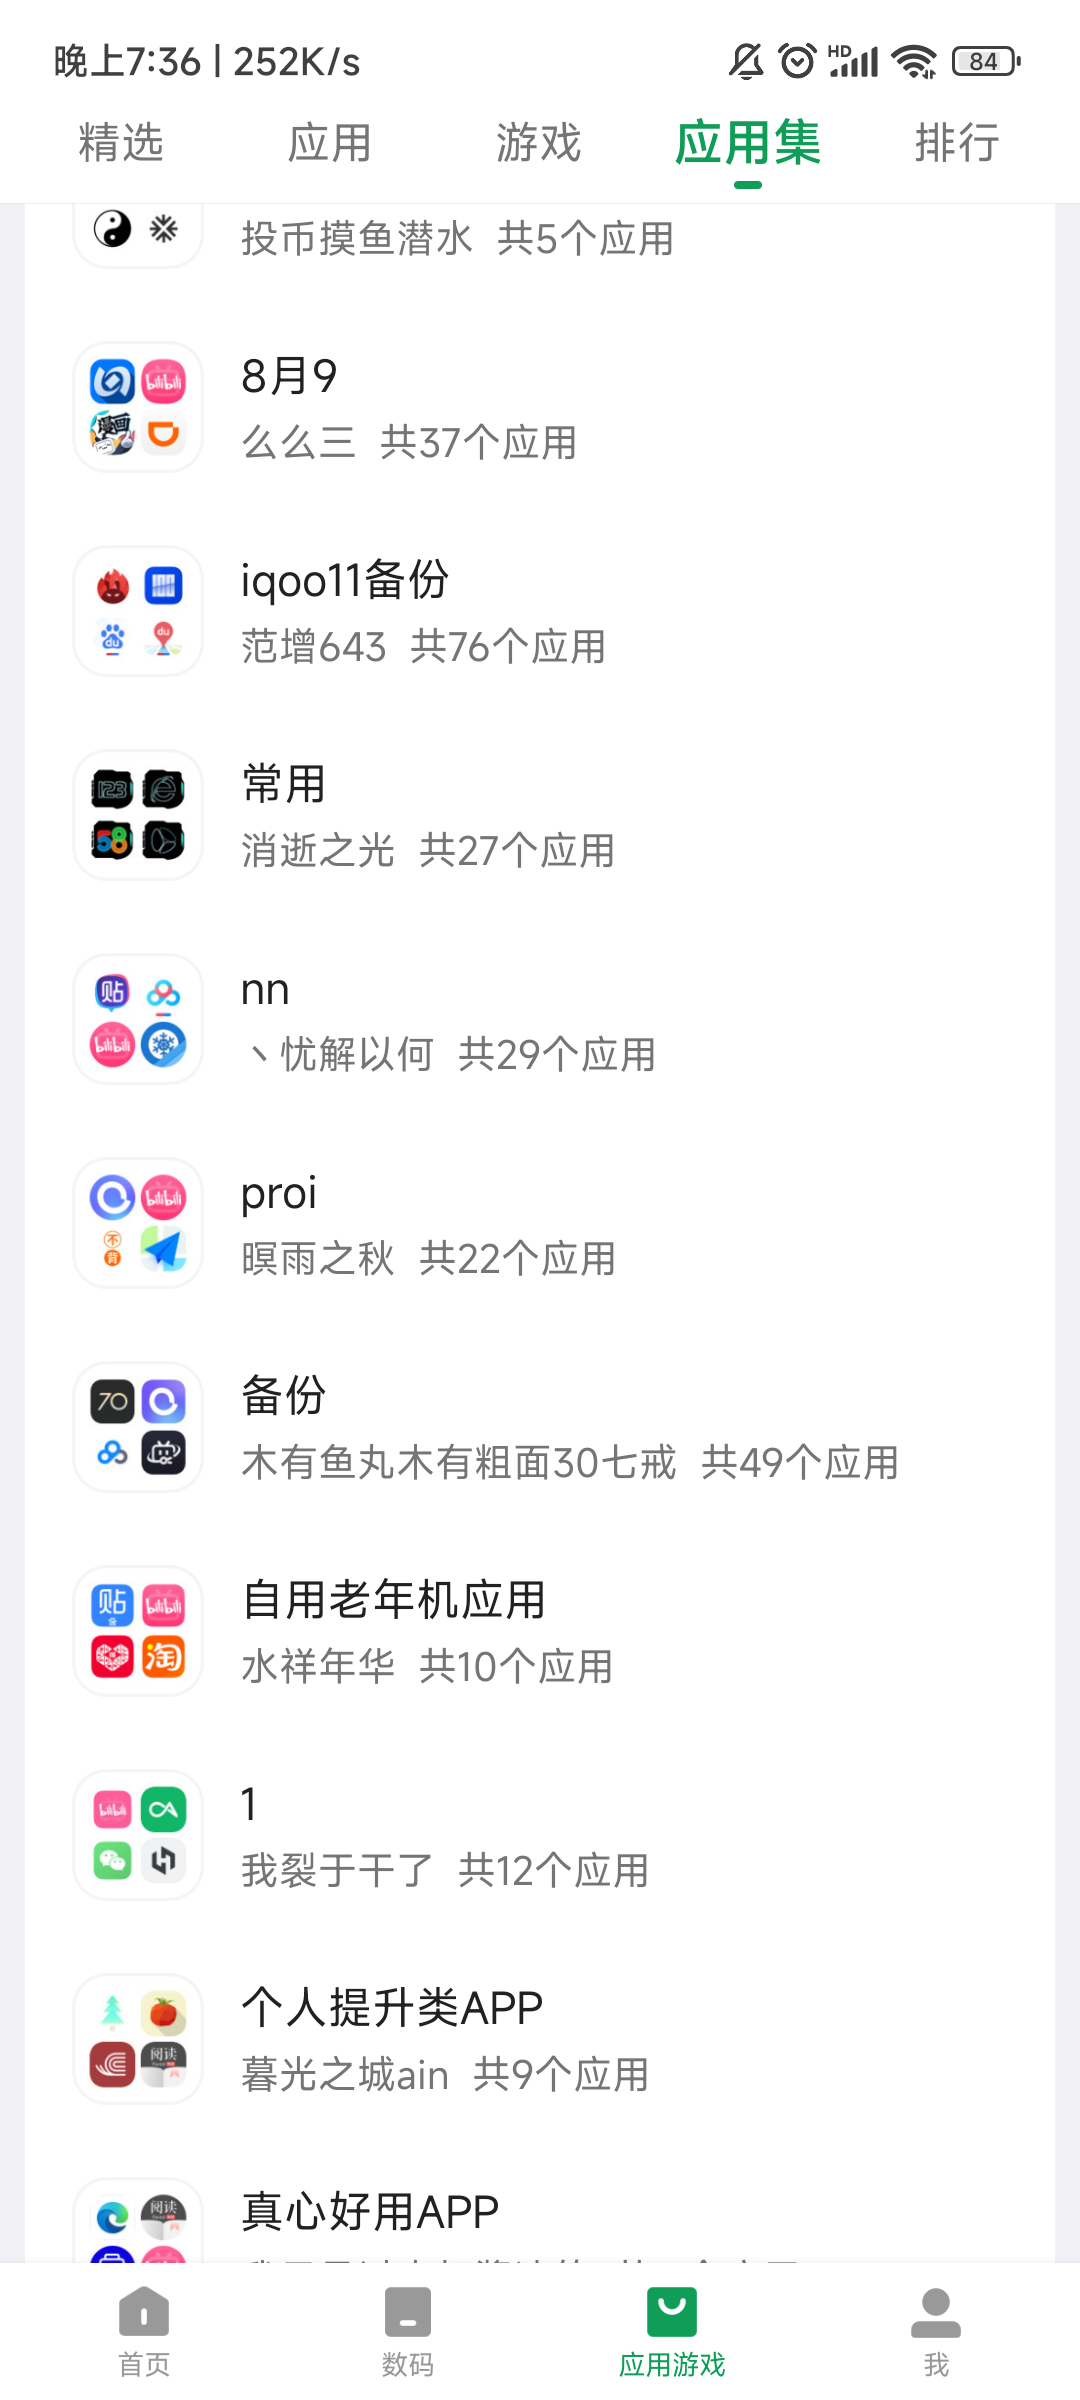 晚上7:36 | 252K/s
HD
84
精选 应用 游戏 应用集 排行
投币摸鱼潜水 共5个应用
8月9
么么三 共37个应用
iqoo11备份
范增643 共76个应用
常用
消逝之光 共27个应用
nn
丶忧解以何 共29个应用
proi
暝雨之秋 共22个应用
备份
木有鱼丸木有粗面30七戒 共49个应用
自用老年机应用
水祥年华 共10个应用
1
我裂于干了 共12个应用
个人提升类APP
暮光之城ain 共9个应用
真心好用APP
首页 数码 应用游戏 我